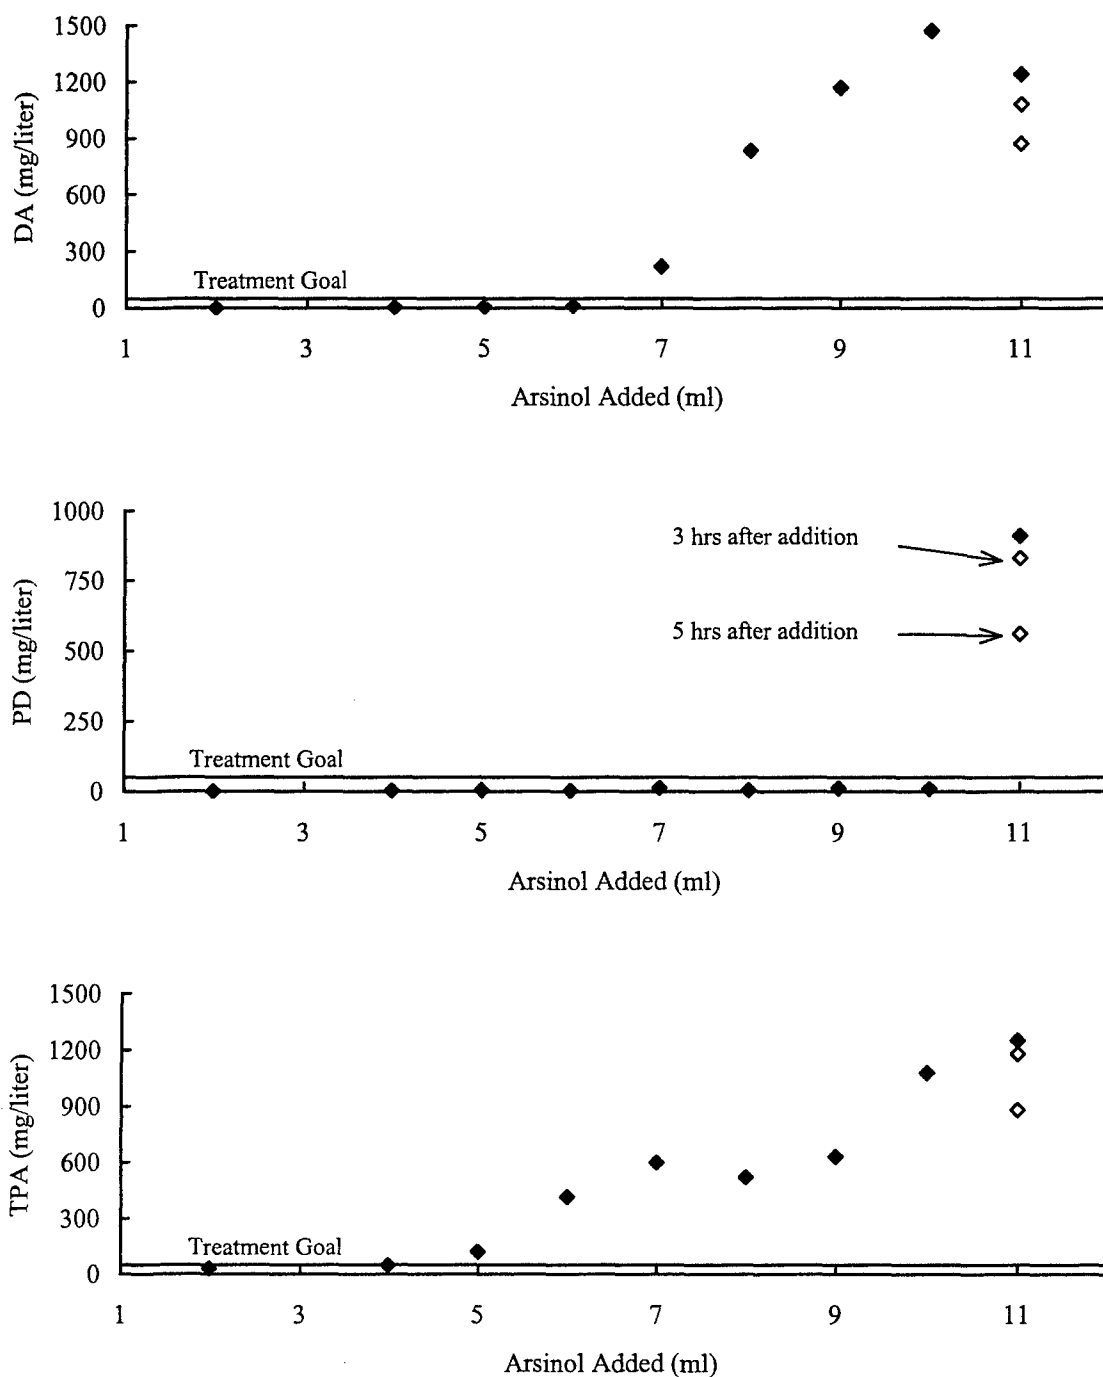 1500
1200
900
600
300
0
DA (mg/liter)
Treatment Goal
1 3 5 7 9 11
Arsinol Added (ml)
1000
750
500
250
0
PD (mg/liter)
3 hrs after addition
5 hrs after addition
Treatment Goal
1 3 5 7 9 11
Arsinol Added (ml)
1500
1200
900
600
300
0
TPA (mg/liter)
Treatment Goal
1 3 5 7 9 11
Arsinol Added (ml)